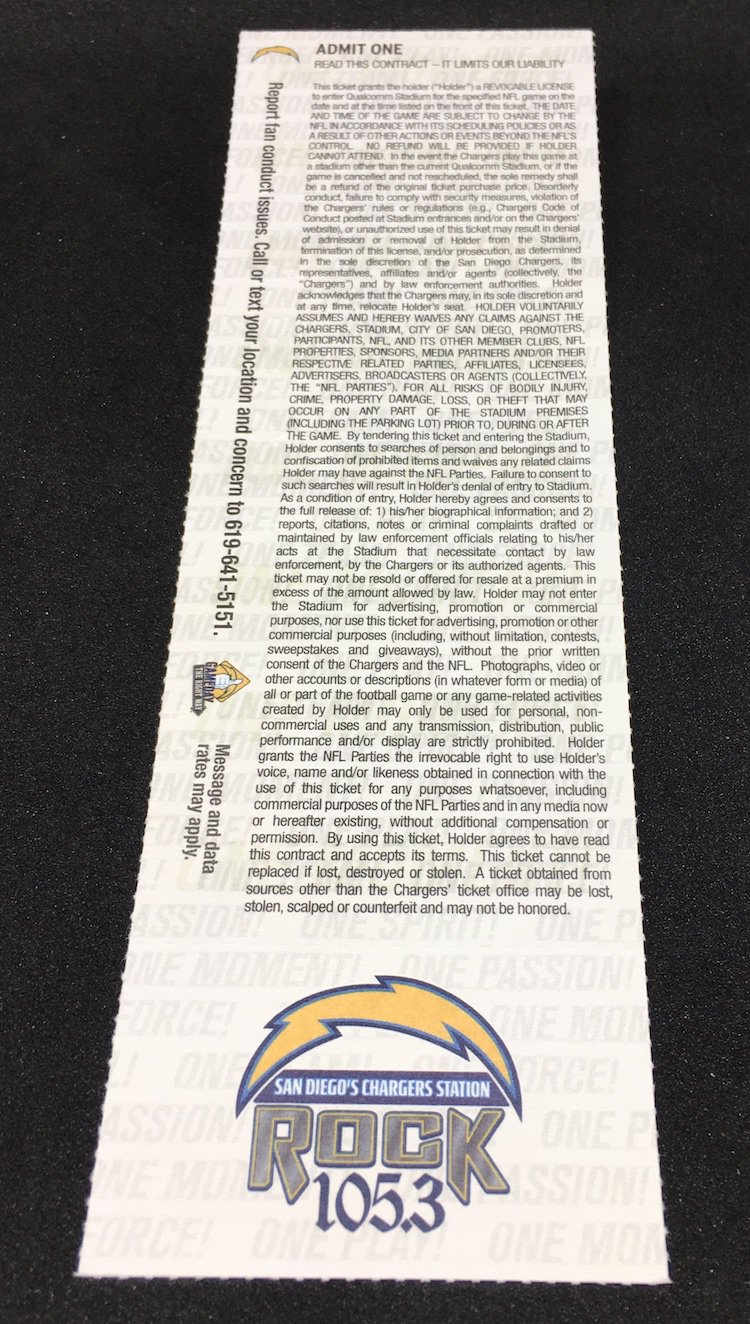 ADMIT ONE
READ THIS CONTRACT – IT LIMITS OUR LIABILITY
This ticket grants the holder ("Holder") a REVOCABLE LICENSE
to enter Qualcomm Stadium for the specified NFL game on the
date and at the time listed on the front of this ticket. THE DATE
AND TIME OF THE GAME ARE SUBJECT TO CHANGE BY THE
NFL IN ACCORDANCE WITH ITS SCHEDULING POLICIES OR AS
A RESULT OF OTHER ACTIONS OR EVENTS BEYOND THE NFL'S
CONTROL. NO REFUND WILL BE PROVIDED IF HOLDER
CANNOT ATTEND. In the event the Chargers play this game at
a stadium other than the current Qualcomm Stadium, or if the
game is cancelled and not rescheduled, the sole remedy shall
be a refund of the original ticket purchase price. Disorderly
conduct, failure to comply with security measures, violation of
the Chargers' rules or regulations (e.g., Chargers Code of
Conduct posted at Stadium entrances and/or on the Chargers'
website), or unauthorized use of this ticket may result in denial
of admission or removal of Holder from the Stadium,
termination of this license, and/or prosecution, as determined
in the sole discretion of the San Diego Chargers, its
representatives, affiliates and/or agents (collectively, the
"Chargers") and by law enforcement authorities. Holder
acknowledges that the Chargers may, in its sole discretion and
at any time, relocate Holder's seat. HOLDER VOLUNTARILY
ASSUMES AND HEREBY WAIVES ANY CLAIMS AGAINST THE
CHARGERS, STADIUM, CITY OF SAN DIEGO, PROMOTERS,
PARTICIPANTS, NFL, AND ITS OTHER MEMBER CLUBS, NFL
PROPERTIES, SPONSORS, MEDIA PARTNERS AND/OR THEIR
RESPECTIVE RELATED PARTIES, AFFILIATES, LICENSEES,
ADVERTISERS, BROADCASTERS OR AGENTS (COLLECTIVELY,
THE "NFL PARTIES"), FOR ALL RISKS OF BODILY INJURY,
CRIME, PROPERTY DAMAGE, LOSS, OR THEFT THAT MAY
OCCUR ON ANY PART OF THE STADIUM PREMISES
(INCLUDING THE PARKING LOT) PRIOR TO, DURING OR AFTER
THE GAME. By tendering this ticket and entering the Stadium,
Holder consents to searches of person and belongings and to
confiscation of prohibited items and waives any related claims
Holder may have against the NFL Parties. Failure to consent to
such searches will result in Holder's denial of entry to Stadium.
As a condition of entry, Holder hereby agrees and consents to
the full release of: 1) his/her biographical information; and 2)
reports, citations, notes or criminal complaints drafted or
maintained by law enforcement officials relating to his/her
acts at the Stadium that necessitate contact by law
enforcement, by the Chargers or its authorized agents. This
ticket may not be resold or offered for resale at a premium in
excess of the amount allowed by law. Holder may not enter
the Stadium for advertising, promotion or commercial
purposes, nor use this ticket for advertising, promotion or other
commercial purposes (including, without limitation, contests,
sweepstakes and giveaways), without the prior written
consent of the Chargers and the NFL. Photographs, video or
other accounts or descriptions (in whatever form or media) of
all or part of the football game or any game-related activities
created by Holder may only be used for personal, non-
commercial uses and any transmission, distribution, public
performance and/or display are strictly prohibited. Holder
grants the NFL Parties the irrevocable right to use Holder's
voice, name and/or likeness obtained in connection with the
use of this ticket for any purposes whatsoever, including
commercial purposes of the NFL Parties and in any media now
or hereafter existing, without additional compensation or
permission. By using this ticket, Holder agrees to have read
this contract and accepts its terms. This ticket cannot be
replaced if lost, destroyed or stolen. A ticket obtained from
sources other than the Chargers' ticket office may be lost,
stolen, scalped or counterfeit and may not be honored.
Report fan conduct issues. Call or text your location and concern to 619-641-5151.
GAMEDAY
THE RIGHT WAY
Message and data
rates may apply.
ASSION! ONE SPIRIT! ONE P
ONE MOMENT! ONE PASSION!
FORCE! ONE MON
ONE TEAM! ORCE!
ASSION! ONE P
ONE MOM PASSION!
FORCE! ONE PLAY! ONE MON
SAN DIEGO'S CHARGERS STATION
ROCK
105.3